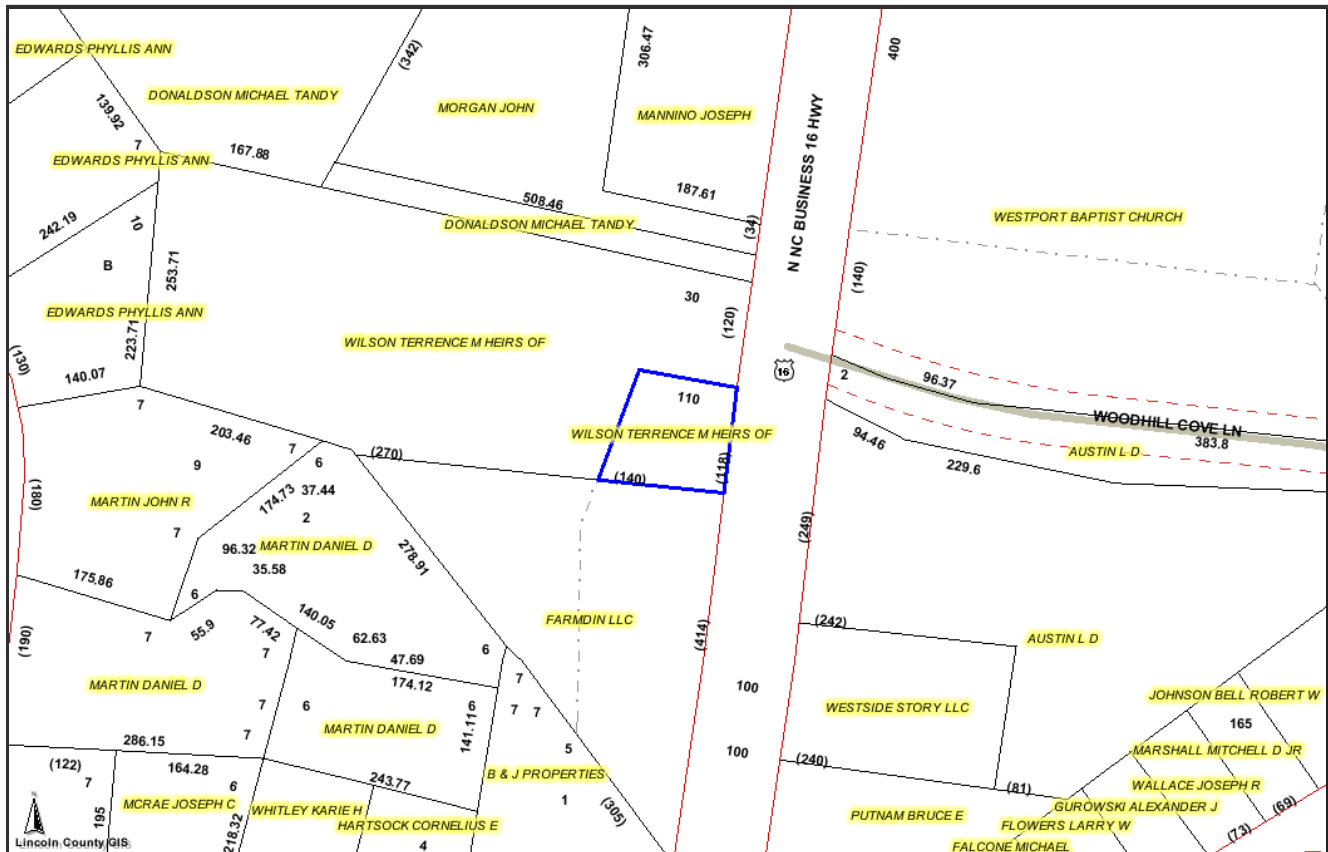 EDWARDS PHYLLIS ANN
(342)
306.47
400
DONALDSON MICHAEL TANDY
139.92
MORGAN JOHN
MANNINO JOSEPH
7
EDWARDS PHYLLIS ANN
167.88
N NC BUSINESS 16 HWY
508.46
187.61
242.19
10
DONALDSON MICHAEL TANDY
(34)
WESTPORT BAPTIST CHURCH
B
253.71
30
(140)
EDWARDS PHYLLIS ANN
223.71
WILSON TERRENCE M HEIRS OF
(120)
(130)
140.07
16
2
96.37
7
110
WOODHILL COVE LN
383.8
203.46
7
(270)
WILSON TERRENCE M HEIRS OF
94.46
AUSTIN L D
9
6
(140)
(118)
229.6
(180)
MARTIN JOHN R
174.73
37.44
2
7
96.32
MARTIN DANIEL D
278.91
(249)
175.86
35.58
6
55.9
77.42
140.05
FARMDIN LLC
(242)
(190)
7
7
62.63
47.69
6
(414)
AUSTIN L D
MARTIN DANIEL D
174.12
7
100
JOHNSON BELL ROBERT W
7
6
MARTIN DANIEL D
6
141.11
7
7
WESTSIDE STORY LLC
165
286.15
7
5
100
(240)
MARSHALL MITCHELL D JR
(122)
7
164.28
6
243.77
B & J PROPERTIES
1
(305)
(81)
WALLACE JOSEPH R
MCRAE JOSEPH C
WHITLEY KARIE H
PUTNAM BRUCE E
GUROWSKI ALEXANDER J
(69)
195
218.32
HARTSOCK CORNELIUS E
FLOWERS LARRY W
(73)
N
Lincoln County GIS
4
FALCONE MICHAEL